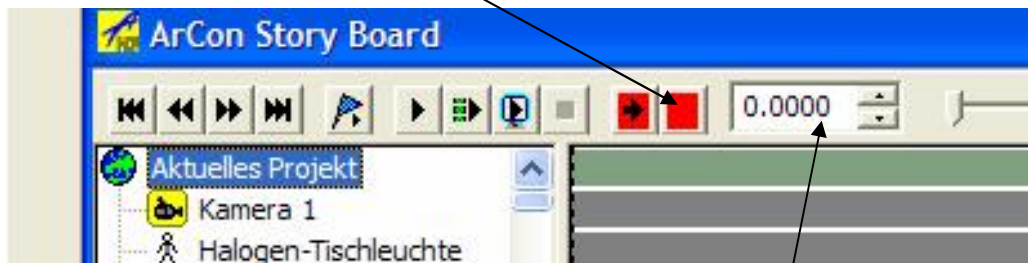 ArCon Story Board
0.0000
Aktuelles Projekt
Kamera 1
Halogen-Tischleuchte